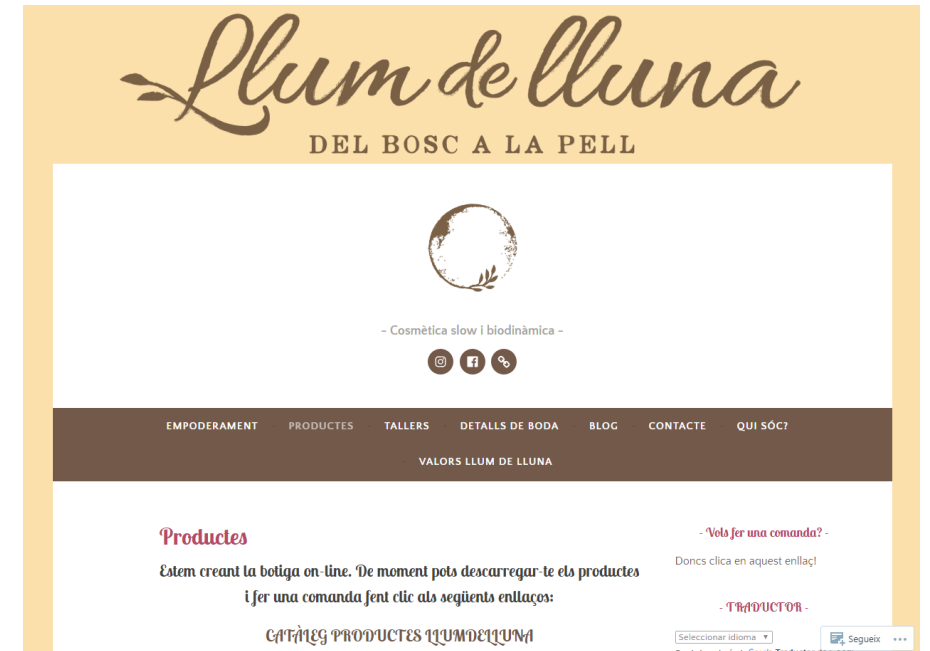 Llum de lluna
DEL BOSC A LA PELL
- Cosmètica slow i biodinàmica -
EMPODERAMENT PRODUCTES TALLERS DETALLS DE BODA BLOG CONTACTE QUI SÓC?
VALORS LLUM DE LLUNA
Productes
Estem creant la botiga on-line. De moment pots descarregar-te els productes
i fer una comanda fent clic als següents enllaços:
CATÀLEG PRODUCTES LLUMDELLUNA
- Vols fer una comanda? -
Doncs clica en aquest enllaç!
- TRADUCTOR -
Seleccionar idioma
Segueix